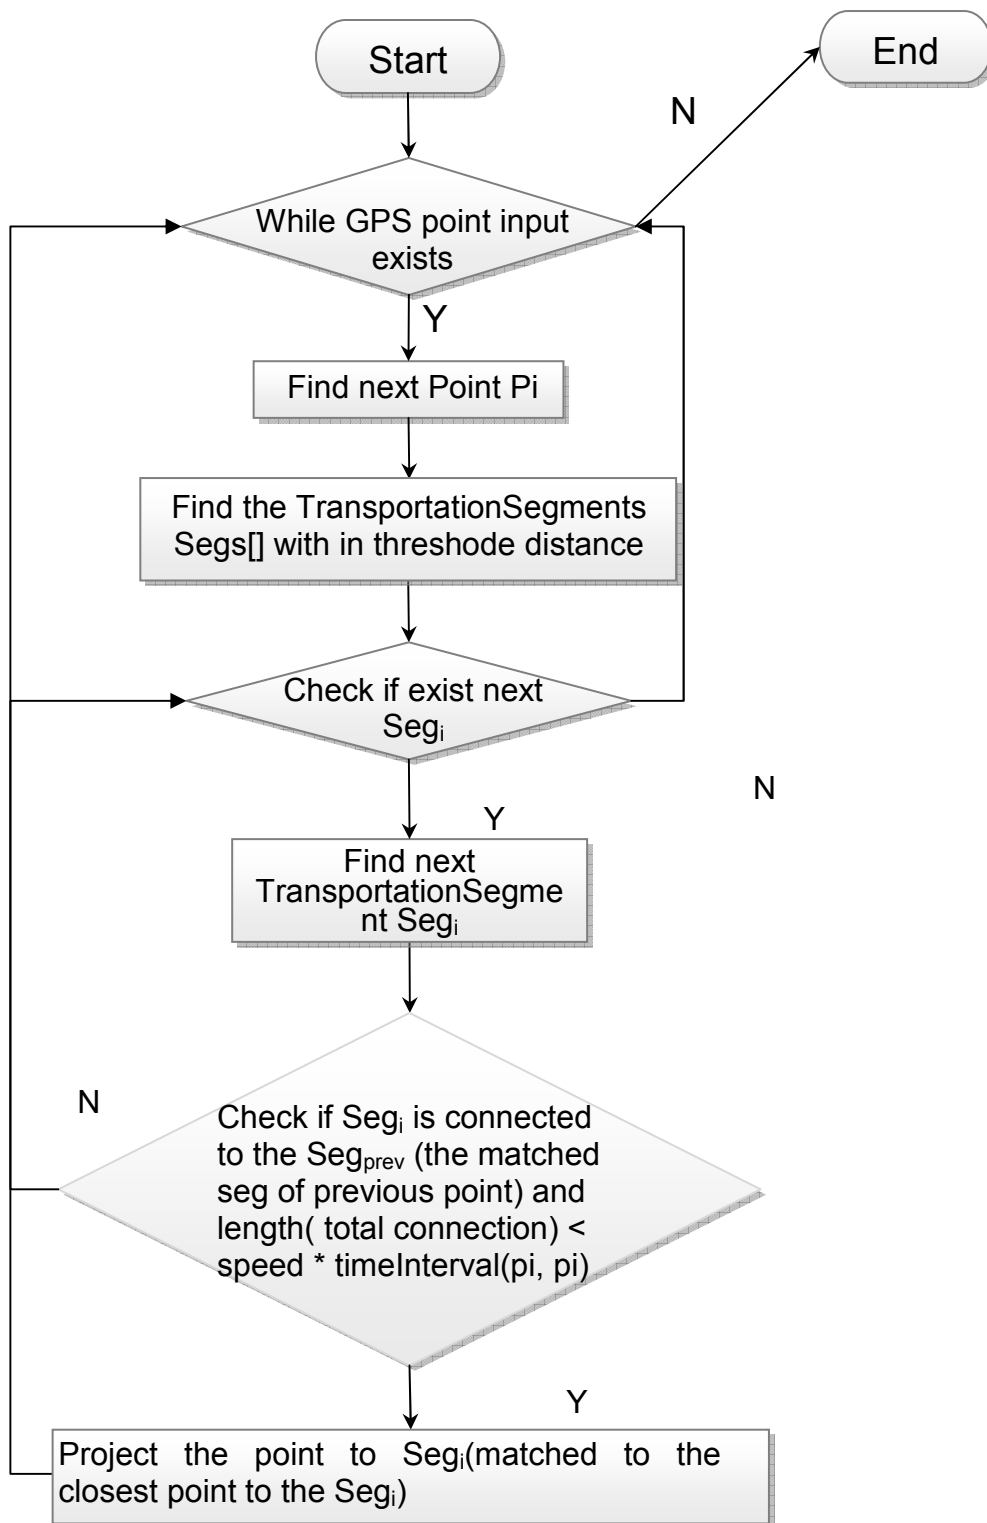 Start
End
N
While GPS point input
exists
Y
Find next Point Pi
Find the TransportationSegments
Segs[] with in threshode distance
Check if exist next
Segi
N
Y
Find next
TransportationSegme
nt Segi
N
Check if Segi is connected
to the Segprev (the matched
seg of previous point) and
length( total connection) <
speed * timeInterval(pi, pi)
Y
Project the point to Segi(matched to the
closest point to the Segi)